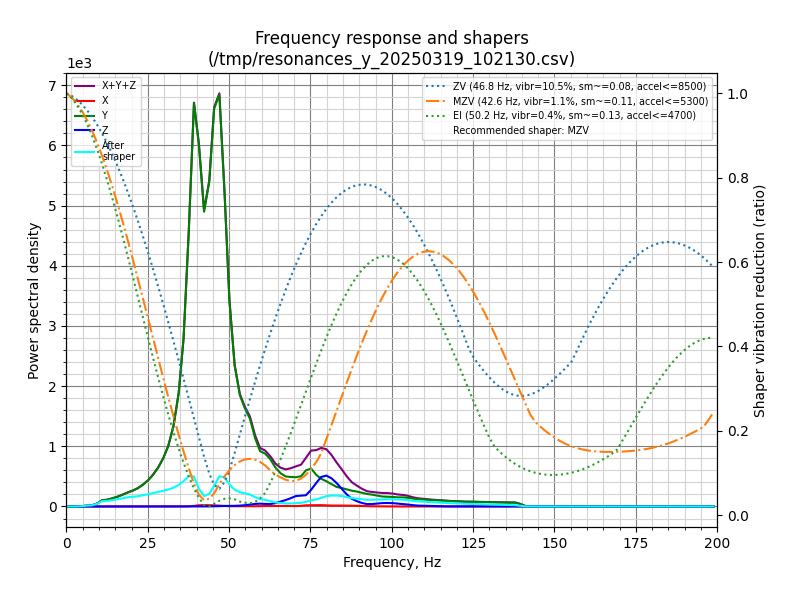 Frequency response and shapers
(/tmp/resonances_y_20250319_102130.csv)
1e3
X+Y+Z
X
Y
Z
After
shaper
ZV (46.8 Hz, vibr=10.5%, sm~=0.08, accel<=8500)
MZV (42.6 Hz, vibr=1.1%, sm~=0.11, accel<=5300)
EI (50.2 Hz, vibr=0.4%, sm~=0.13, accel<=4700)
Recommended shaper: MZV
7
6
5
4
3
2
1
0
Power spectral density
1.0
0.8
0.6
0.4
0.2
0.0
Shaper vibration reduction (ratio)
0 25 50 75 100 125 150 175 200
Frequency, Hz